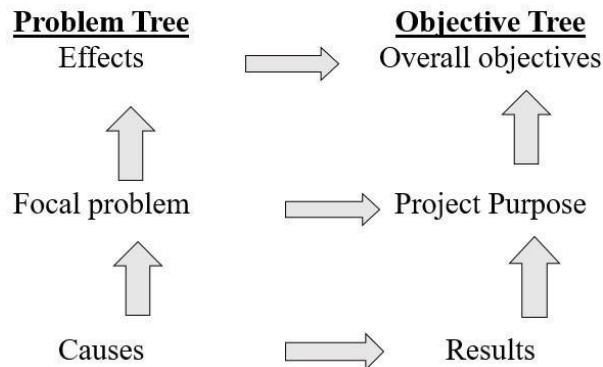 Problem Tree
Objective Tree
Effects
Overall objectives
Focal problem
Project Purpose
Causes
Results